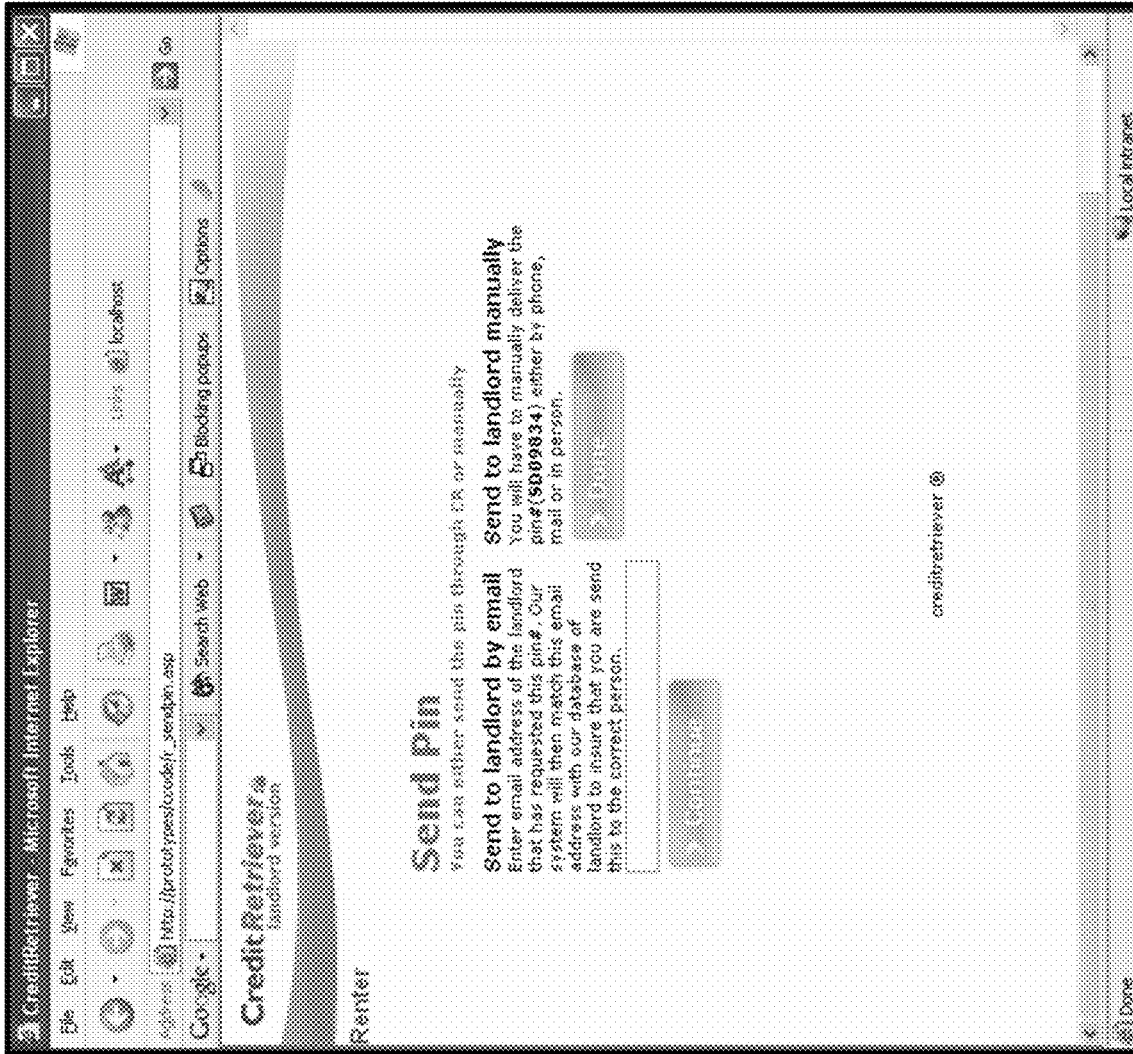 CreditRetriever - Microsoft Internet Explorer
File Edit View Favorites Tools Help
Links localhost
Address http://prototypes/code/r_sendpin.asp Go
Google Search Web Blocking popups Options
CreditRetriever®
landlord version
Renter
Send Pin
You can either send the pin through CR or manually
Send to landlord by email
Enter email address of the landlord
that has requested this pin#. Our
system will then match this email
address with our database of
landlord to insure that you are send
this to the correct person.
Send to landlord manually
You will have to manually deliver the
pin#(SD09834) either by phone,
mail or in person.
creditretriever ®
Done
Local intranet